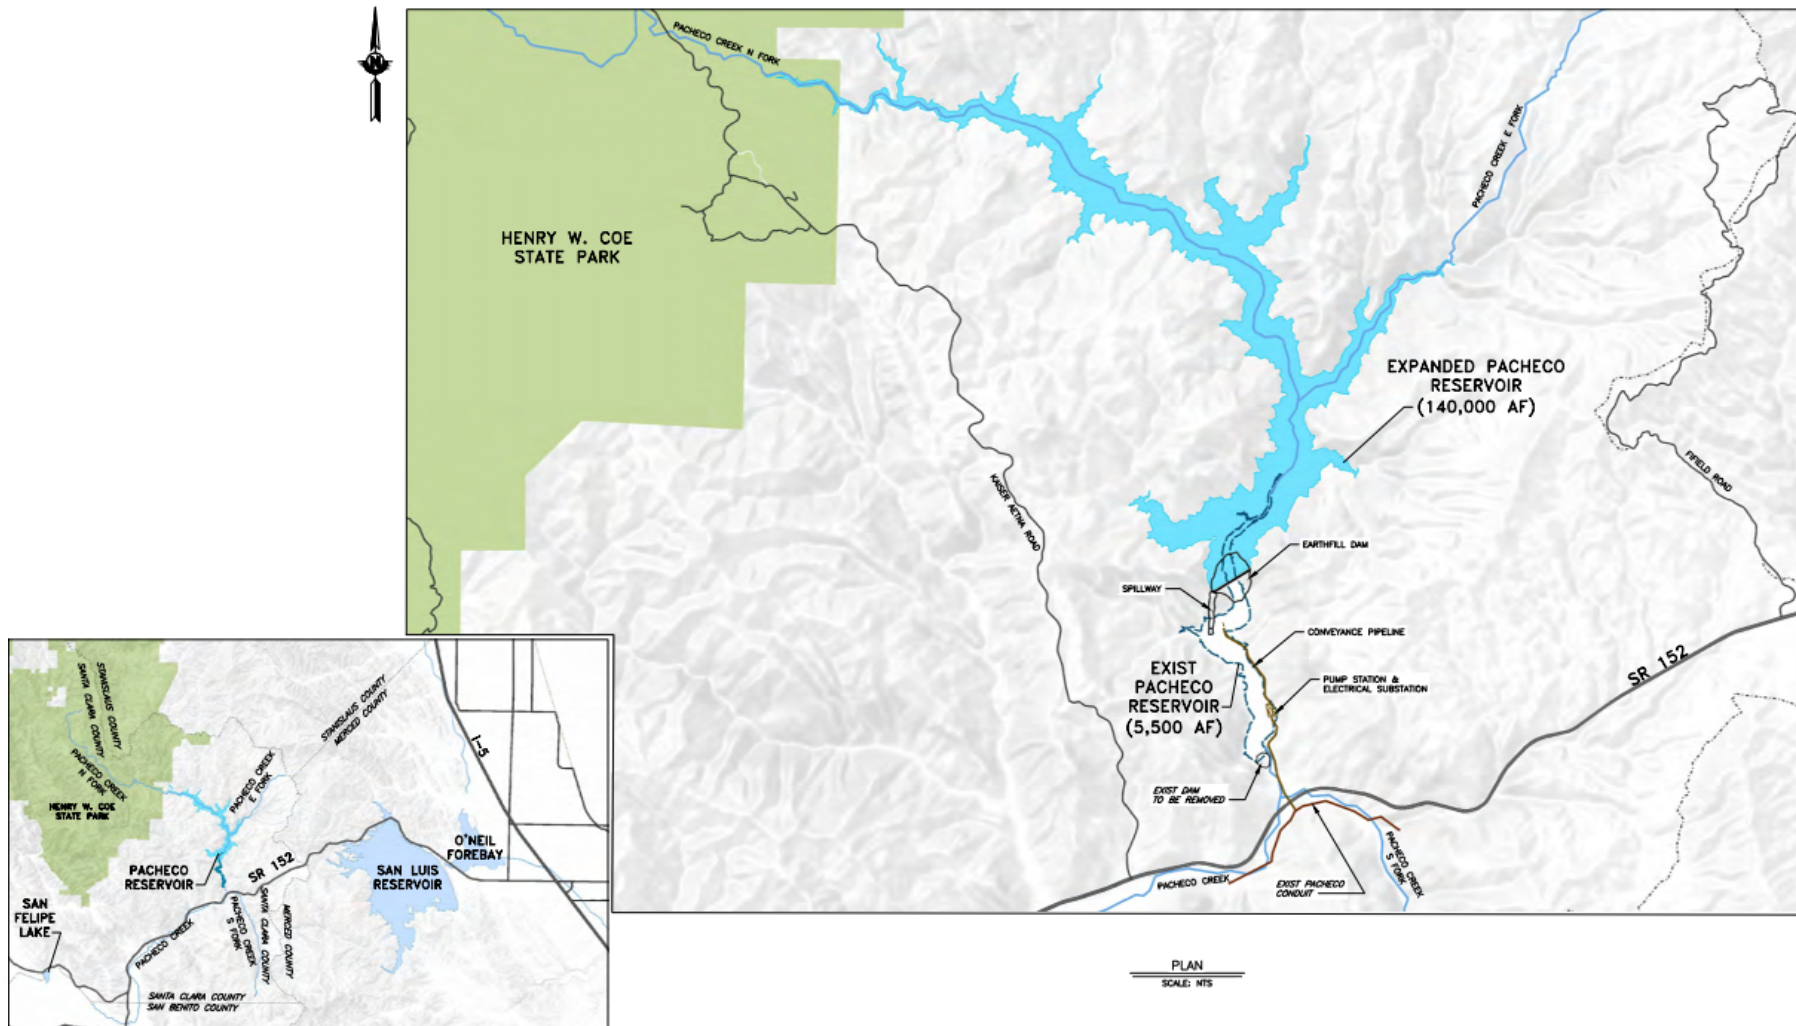 N
PACHECO CREEK N FORK
PACHECO CREEK E FORK
HENRY W. COE
STATE PARK
EXPANDED PACHECO
RESERVOIR
(140,000 AF)
KAISER AETNA ROAD
FIFIELD ROAD
EARTHFILL DAM
SPILLWAY
CONVEYANCE PIPELINE
EXIST
PACHECO
RESERVOIR
(5,500 AF)
PUMP STATION &
ELECTRICAL SUBSTATION
SR 152
EXIST DAM
TO BE REMOVED
PACHECO CREEK
EXIST PACHECO
CONDUIT
PACHECO CREEK
S FORK
STANISLAUS COUNTY
SANTA CLARA COUNTY
STANISLAUS COUNTY
MERCED COUNTY
I-5
PACHECO CREEK
N FORK
PACHECO CREEK
E FORK
HENRY W. COE
STATE PARK
PACHECO
RESERVOIR
SR 152
SAN LUIS
RESERVOIR
O'NEIL
FOREBAY
SAN
FELIPE
LAKE
PACHECO CREEK
PACHECO CREEK
S FORK
SANTA CLARA COUNTY
MERCED COUNTY
SANTA CLARA COUNTY
SAN BENITO COUNTY
PLAN
SCALE: NTS